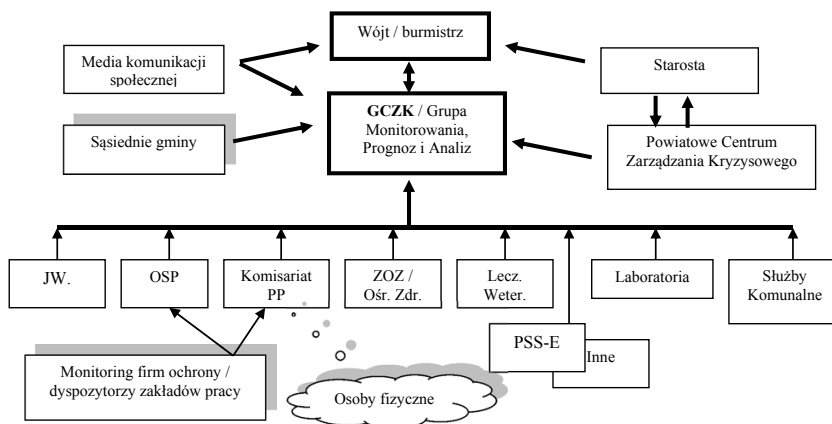 Wójt / burmistrz
Media komunikacji
społecznej
Starosta
GCZK / Grupa
Monitorowania,
Prognoz i Analiz
Sąsiednie gminy
Powiatowe Centrum
Zarządzania Kryzysowego
JW.
OSP
Komisariat
PP
ZOZ /
Ośr. Zdr.
Lecz.
Weter.
Laboratoria
Służby
Komunalne
PSS-E
Inne
Monitoring firm ochrony /
dyspozytorzy zakładów pracy
Osoby fizyczne